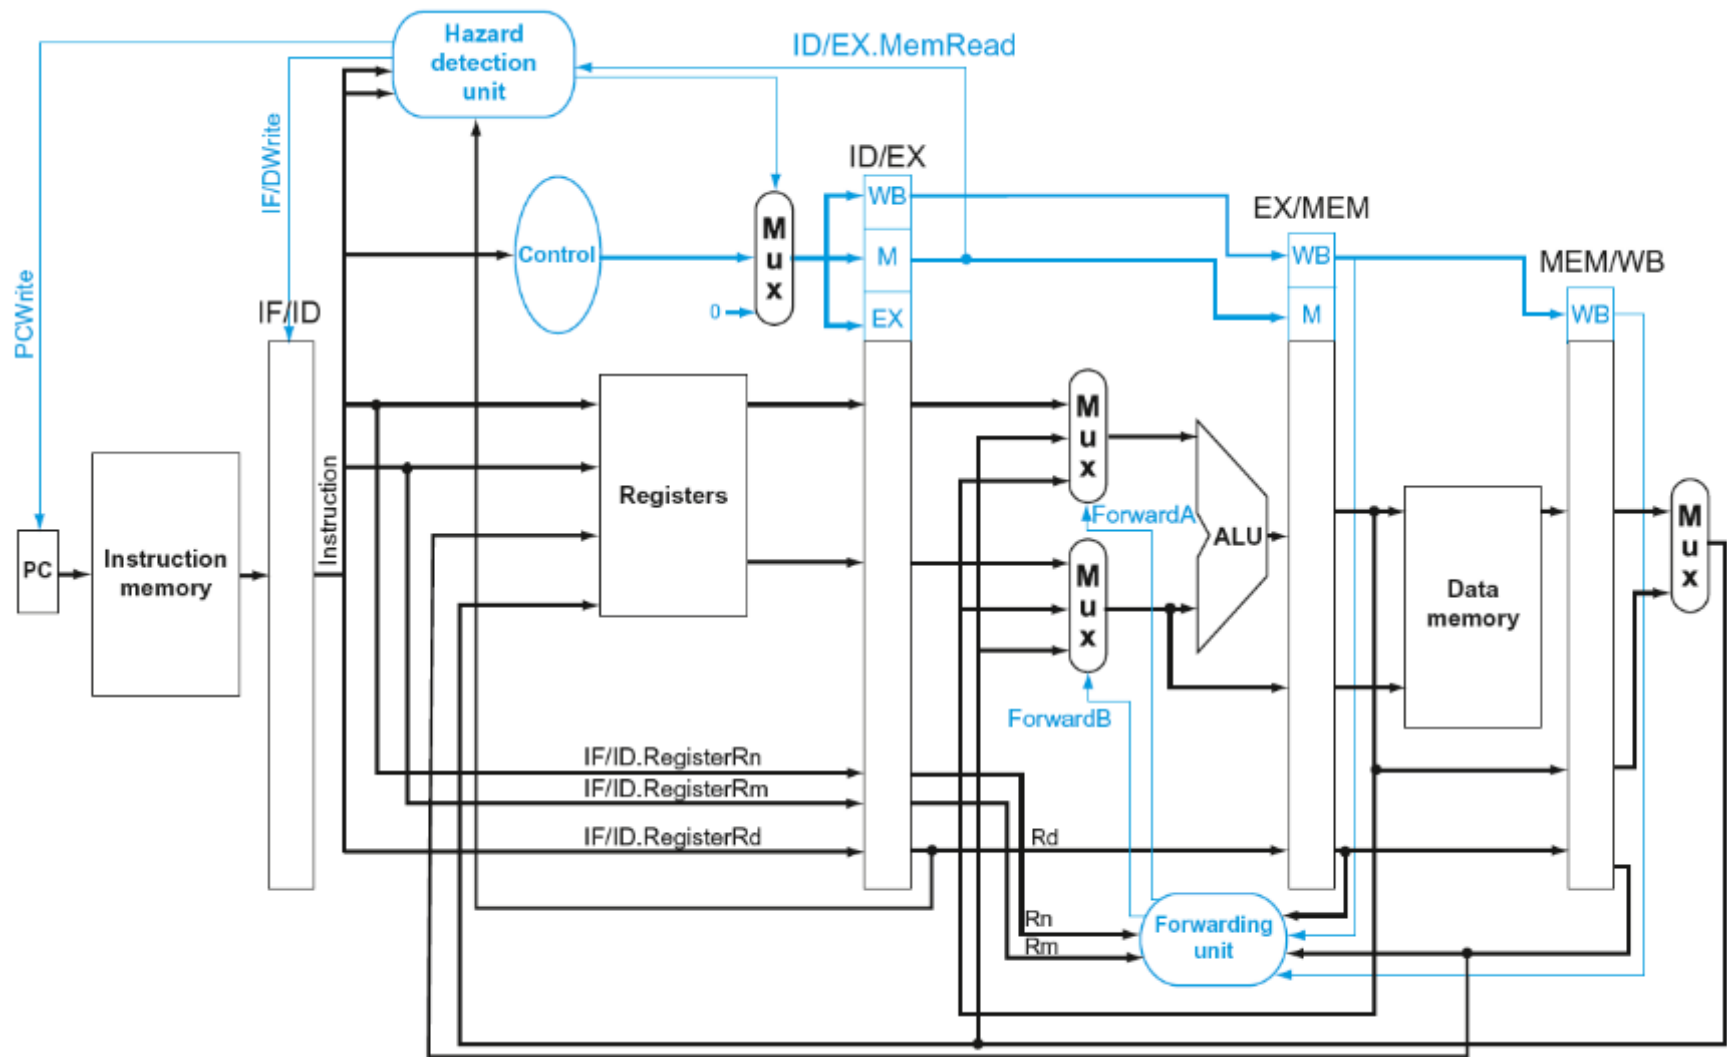 Hazard
detection
unit
ID/EX.MemRead
IF/DWrite
PCWrite
ID/EX
WB
M
EX
Control
0
M
u
x
EX/MEM
WB
M
MEM/WB
WB
IF/ID
Instruction
PC
Instruction
memory
Registers
M
u
x
ForwardA
M
u
x
ForwardB
ALU
Data
memory
M
u
x
IF/ID.RegisterRn
IF/ID.RegisterRm
IF/ID.RegisterRd
Rd
Rn
Rm
Forwarding
unit